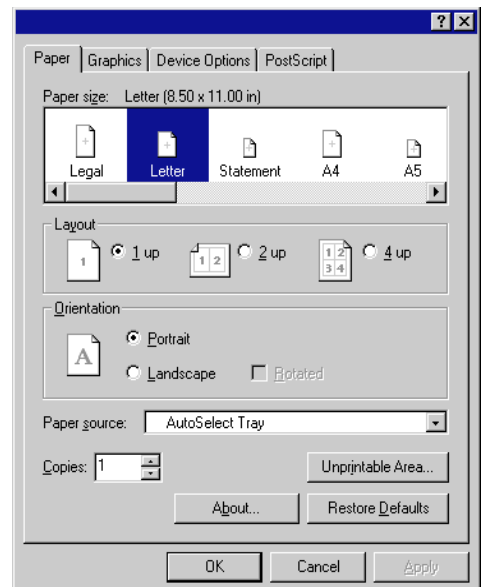 Paper Graphics Device Options PostScript
Paper size: Letter (8.50 x 11.00 in)
Legal Letter Statement A4 A5
Layout
1 1 up 1 2 2 up 1 2 3 4 4 up
Orientation
A Portrait
Landscape Rotated
Paper source: AutoSelect Tray
Copies: 1 Unprintable Area...
About... Restore Defaults
OK Cancel Apply